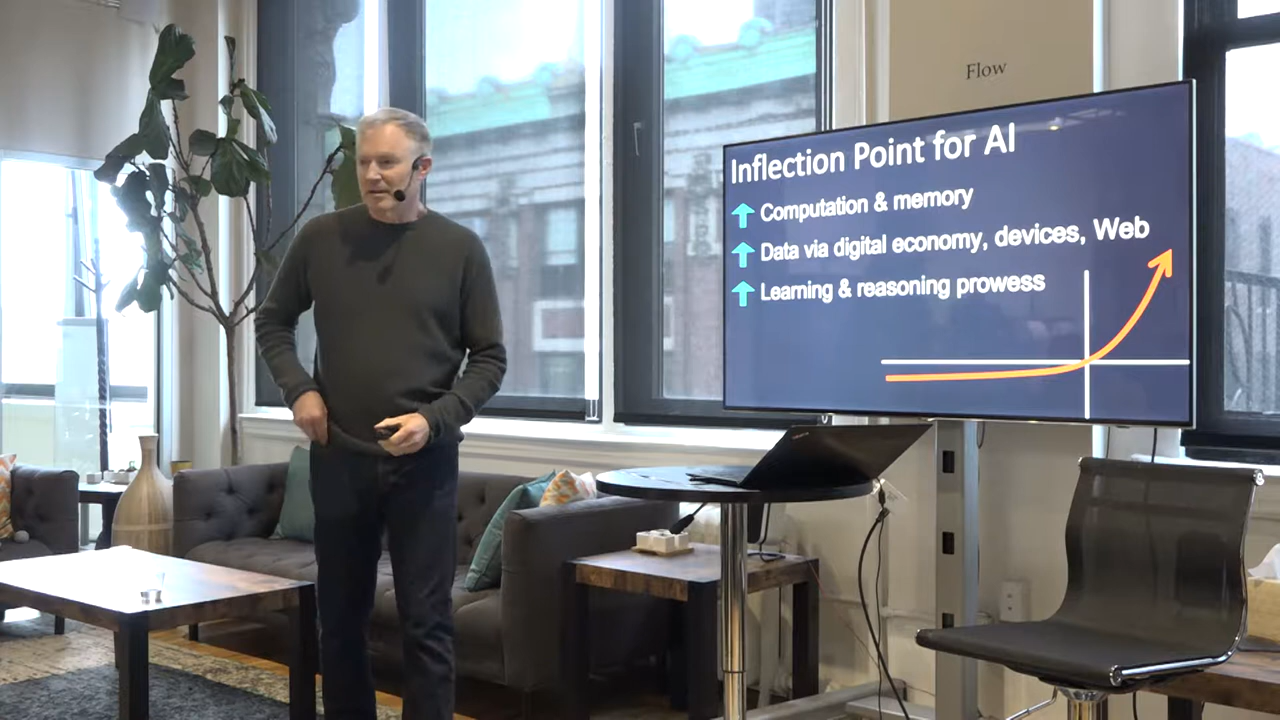 Flow
Inflection Point for AI
Computation & memory
Data via digital economy, devices, Web
Learning & reasoning prowess